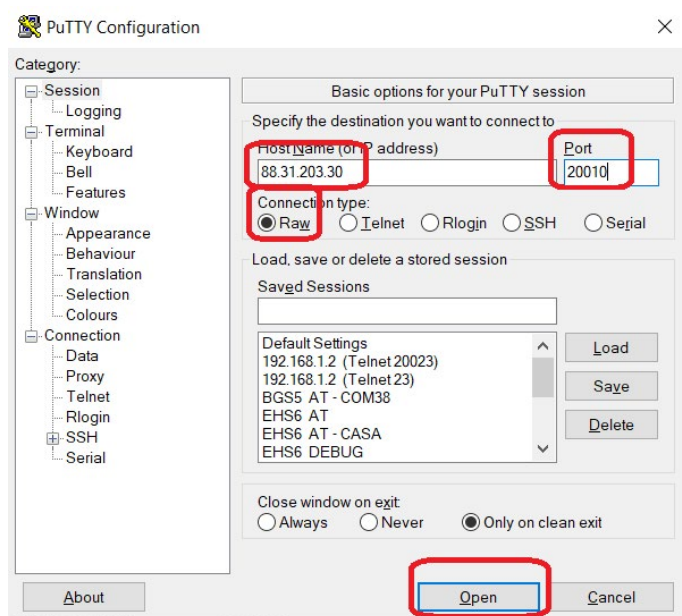 PuTTY Configuration
Category:
Session
Logging
Terminal
Keyboard
Bell
Features
Window
Appearance
Behaviour
Translation
Selection
Colours
Connection
Data
Proxy
Telnet
Rlogin
SSH
Serial
Basic options for your PuTTY session
Specify the destination you want to connect to
Host Name (or IP address) Port
88.31.203.30 20010
Connection type:
Raw Telnet Rlogin SSH Serial
Load, save or delete a stored session
Saved Sessions
Default Settings
192.168.1.2 (Telnet 20023)
192.168.1.2 (Telnet 23)
BGS5 AT - COM38
EHS6 AT
EHS6 AT - CASA
EHS6 DEBUG
Load
Save
Delete
Close window on exit:
Always Never Only on clean exit
About Open Cancel